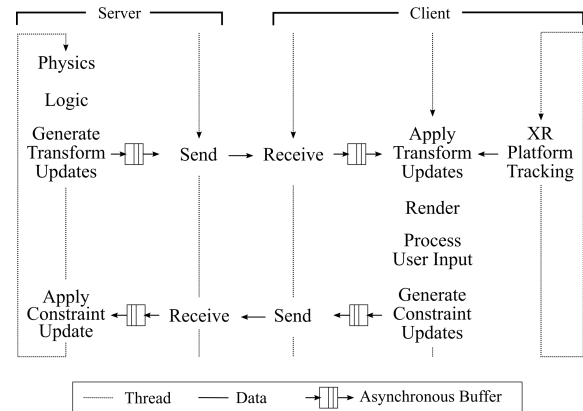 Server
Client
Physics
Logic
Generate
Transform
Updates
Send
Receive
Apply
Transform
Updates
XR
Platform
Tracking
Render
Process
User Input
Apply
Constraint
Update
Receive
Send
Generate
Constraint
Updates
Thread
Data
Asynchronous Buffer